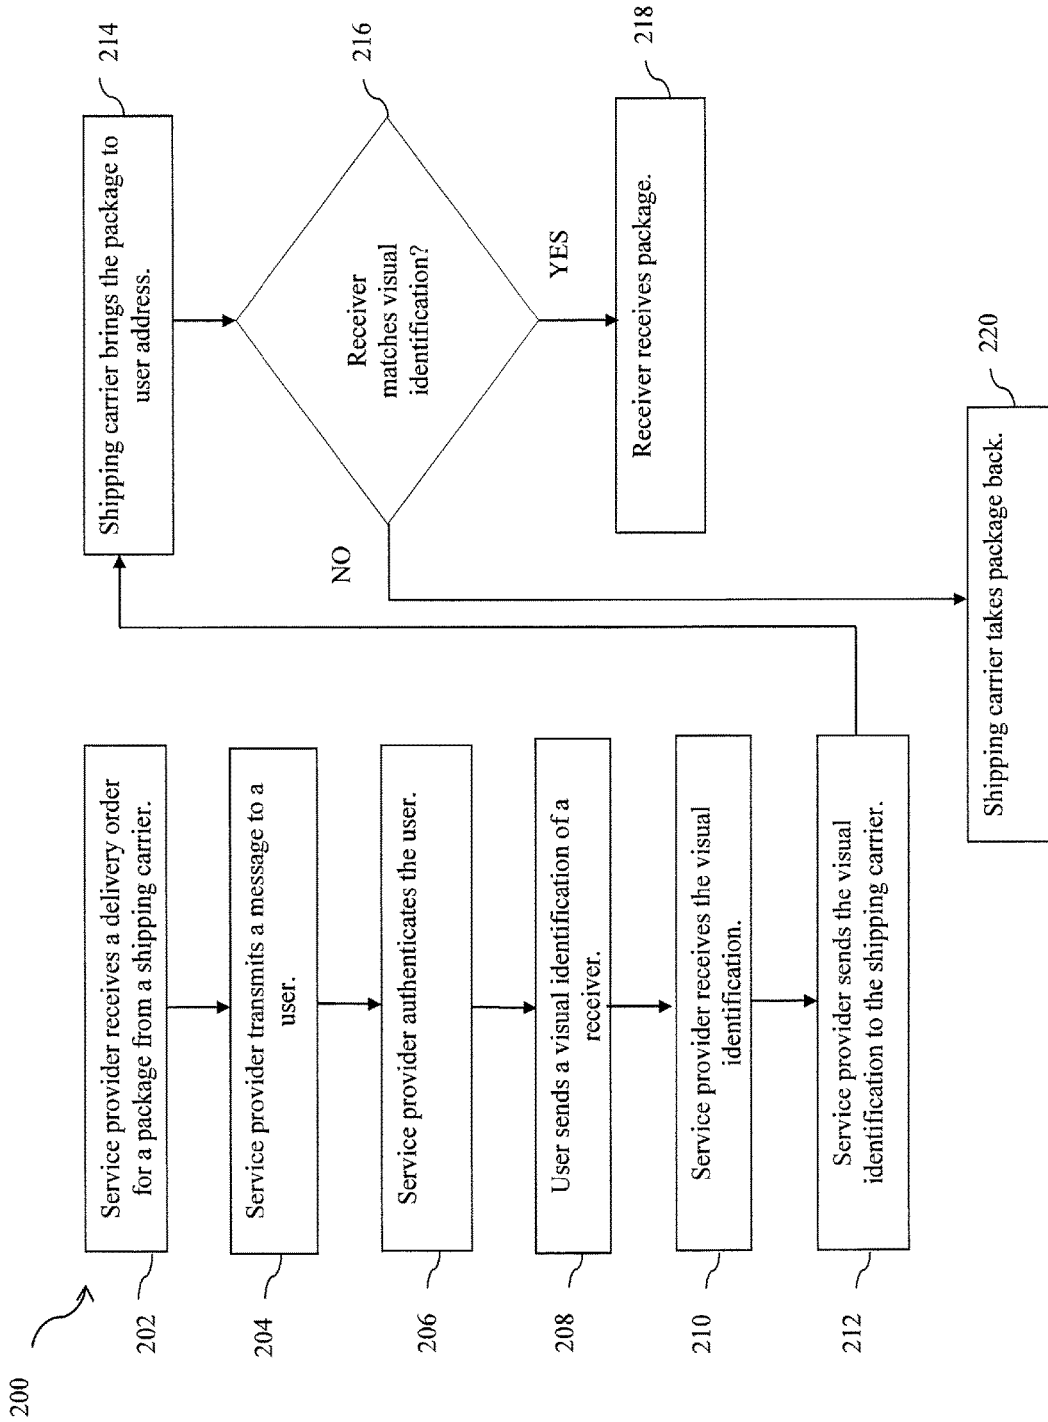 200
202
Service provider receives a delivery order
for a package from a shipping carrier.
204
Service provider transmits a message to a
user.
206
Service provider authenticates the user.
208
User sends a visual identification of a
receiver.
210
Service provider receives the visual
identification.
212
Service provider sends the visual
identification to the shipping carrier.
214
Shipping carrier brings the package to
user address.
216
Receiver
matches visual
identification?
NO
YES
218
Receiver receives package.
220
Shipping carrier takes package back.